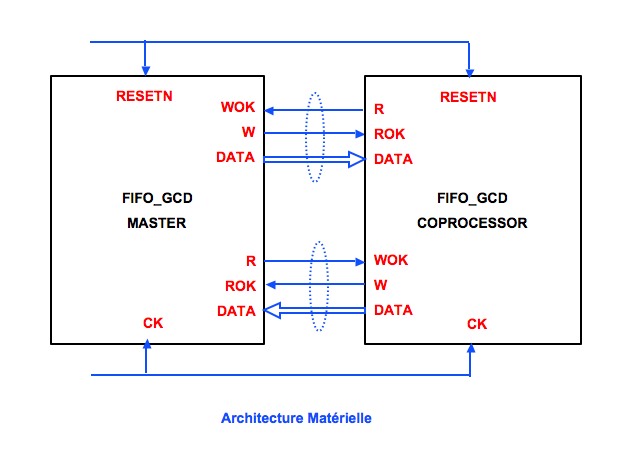 RESETN
RESETN
WOK
R
W
ROK
DATA
DATA
FIFO_GCD
MASTER
FIFO_GCD
COPROCESSOR
R
WOK
ROK
W
DATA
DATA
CK
CK
Architecture Matérielle